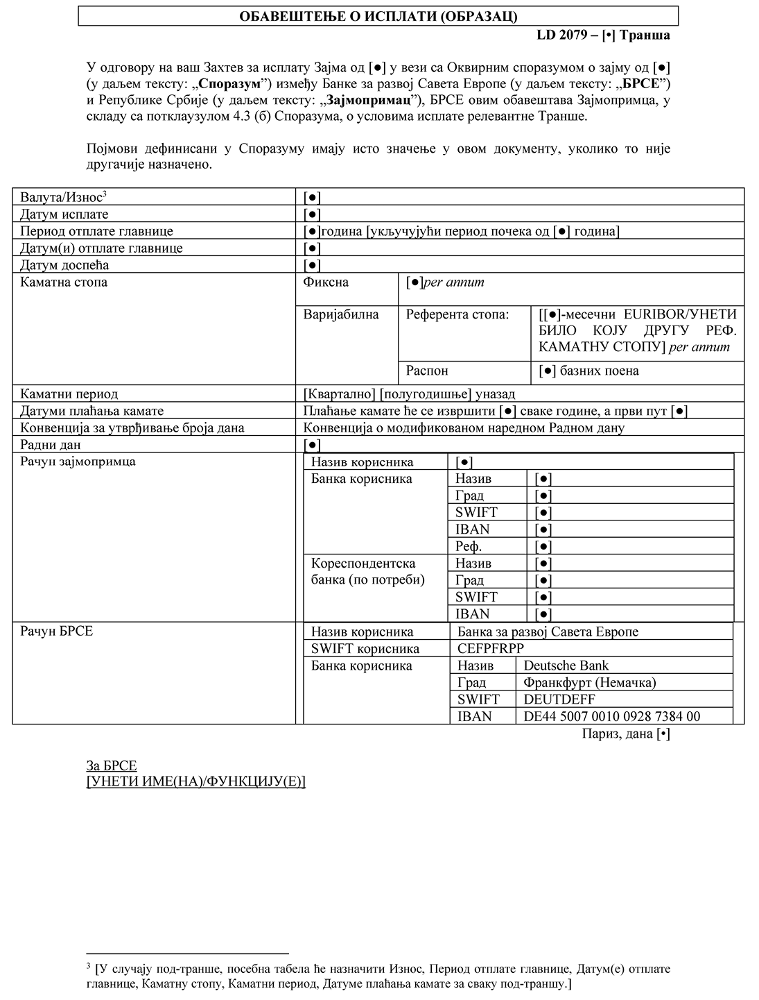 ОБАВЕШТЕЊЕ О ИСПЛАТИ (ОБРАЗАЦ)
LD 2079 – [•] Транша
У одговору на ваш Захтев за исплату Зајма од [●] у вези са Оквирним споразумом о зајму од [●]
(у даљем тексту: „Споразум”) између Банке за развој Савета Европе (у даљем тексту: „БРСЕ”)
и Републике Србије (у даљем тексту: „Зајмопримац”), БРСЕ овим обавештава Зајмопримца, у
складу са потклаузулом 4.3 (б) Споразума, о условима исплате релевантне Транше.
Појмови дефинисани у Споразуму имају исто значење у овом документу, уколико то није
другачије назначено.
Валута/Износ³ [●]
Датум исплате [●]
Период отплате главнице [●]година [укључујући период почека од [●] година]
Датум(и) отплате главнице [●]
Датум доспећа [●]
Каматна стопа Фиксна [●]per annum
Варијабилна Референта стопа: [[●]-месечни EURIBOR/УНЕТИ
БИЛО КОЈУ ДРУГУ РЕФ.
КАМАТНУ СТОПУ] per annum
Распон [●] базних поена
Каматни период [Квартално] [полугодишње] уназад
Датуми плаћања камате Плаћање камате ће се извршити [●] сваке године, а први пут [●]
Конвенција за утврђивање броја дана Конвенција о модификованом наредном Радном дану
Радни дан [●]
Рачун зајмопримца Назив корисника [●]
Банка корисника Назив [●]
Град [●]
SWIFT [●]
IBAN [●]
Реф. [●]
Кореспондентска Назив [●]
банка (по потреби) Град [●]
SWIFT [●]
IBAN [●]
Рачун БРСЕ Назив корисника Банка за развој Савета Европе
SWIFT корисника CEFPFRPP
Банка корисника Назив Deutsche Bank
Град Франкфурт (Немачка)
SWIFT DEUTDEFF
IBAN DE44 5007 0010 0928 7384 00
Париз, дана [•]
За БРСЕ
[УНЕТИ ИМЕ(НА)/ФУНКЦИЈУ(Е)]
³ [У случају под-транше, посебна табела ће назначити Износ, Период отплате главнице, Датум(е) отплате
главнице, Каматну стопу, Каматни период, Датуме плаћања камате за сваку под-траншу.]